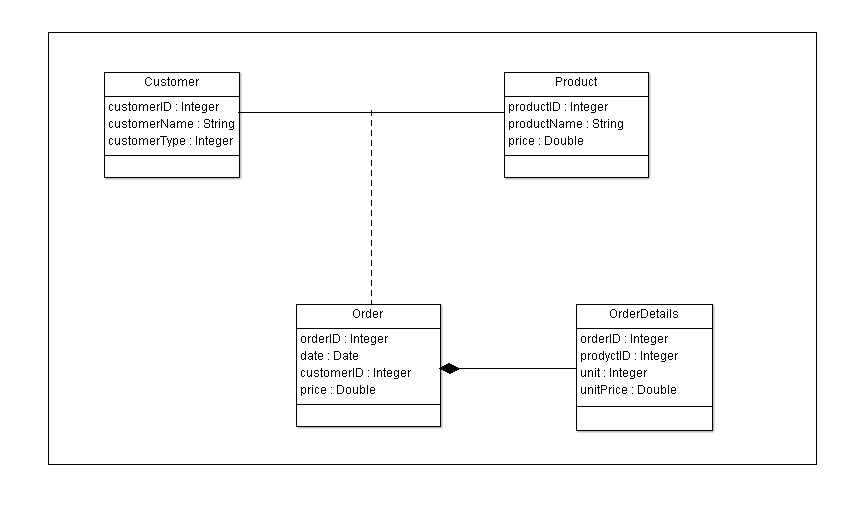 Customer
customerID : Integer
customerName : String
customerType : Integer
Product
productID : Integer
productName : String
price : Double
Order
orderID : Integer
date : Date
customerID : Integer
price : Double
OrderDetails
orderID : Integer
prodyctID : Integer
unit : Integer
unitPrice : Double